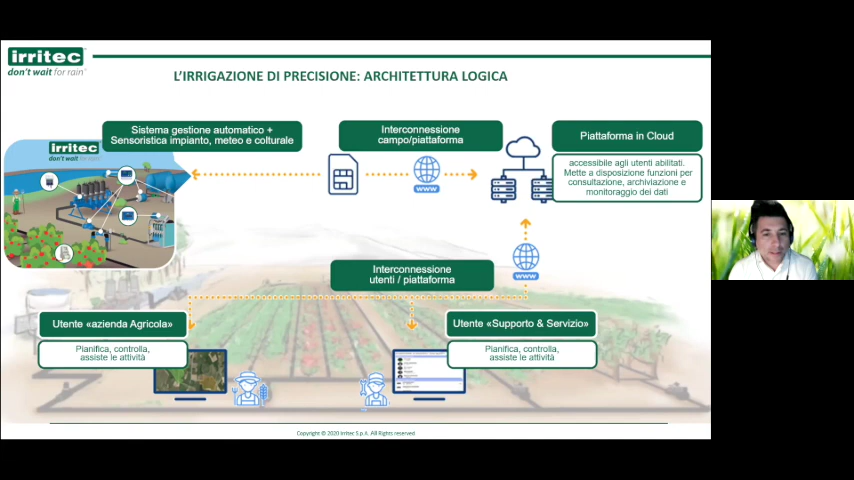 irritec
don't wait for rain
L'IRRIGAZIONE DI PRECISIONE: ARCHITETTURA LOGICA
Sistema gestione automatico +
Sensoristica impianto, meteo e colturale
Interconnessione
campo/piattaforma
Piattaforma in Cloud
accessibile agli utenti abilitati.
Mette a disposizione funzioni per
consultazione, archiviazione e
monitoraggio dei dati
irritec
don't wait for rain
www
www
Interconnessione
utenti / piattaforma
Utente «azienda Agricola»
Pianifica, controlla,
assiste le attività
Utente «Supporto & Servizio»
Pianifica, controlla,
assiste le attività
Copyright © 2020 Irritec S.p.A. All Rights reserved.